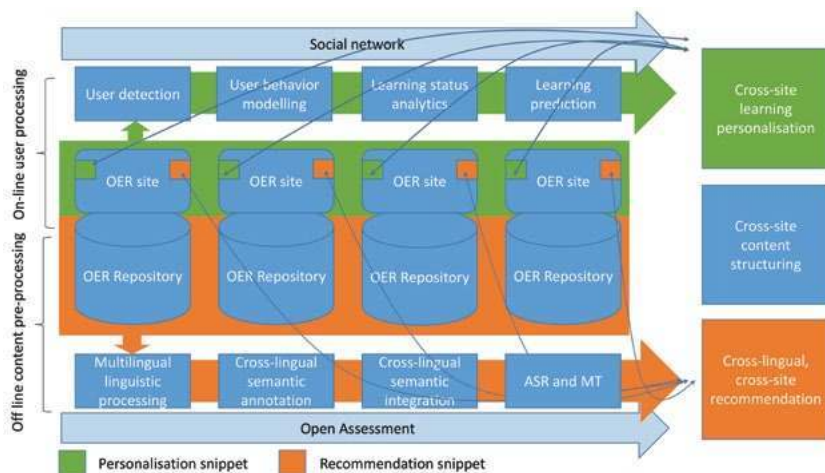 Social network
On-line user processing
User detection
User behavior
modelling
Learning status
analytics
Learning
prediction
Cross-site
learning
personalisation
OER site
OER site
OER site
OER site
Cross-site
content
structuring
Off line content pre-processing
OER Repository
OER Repository
OER Repository
OER Repository
Multilingual
linguistic
processing
Cross-lingual
semantic
annotation
Cross-lingual
semantic
integration
ASR and MT
Cross-lingual,
cross-site
recommendation
Open Assessment
Personalisation snippet
Recommendation snippet